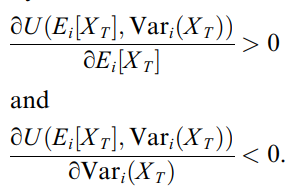 ∂U(E_i[X_T], Var_i(X_T)) / ∂E_i[X_T] > 0
and
∂U(E_i[X_T], Var_i(X_T)) / ∂Var_i(X_T) < 0.